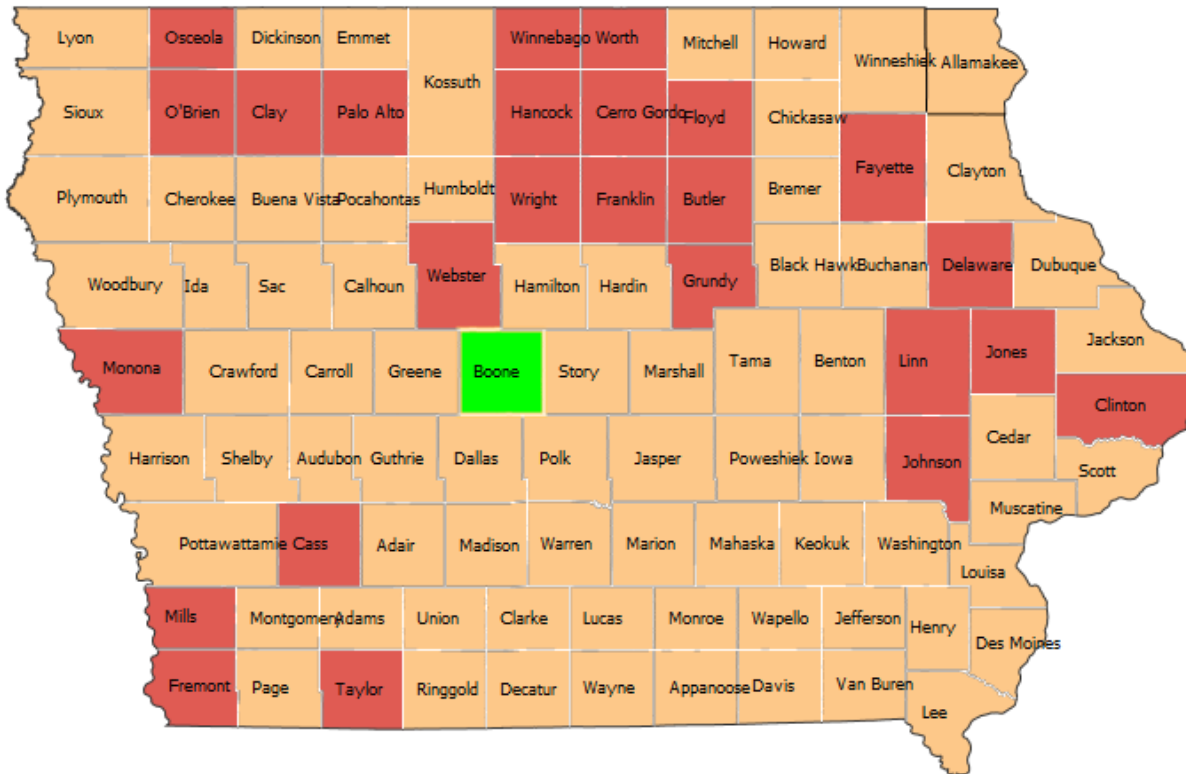 Lyon Osceola Dickinson Emmet Winnebago Worth Mitchell Howard Winneshiek Allamakee
Kossuth
Sioux O'Brien Clay Palo Alto Hancock Cerro Gordo Floyd Chickasaw
Fayette Clayton
Plymouth Cherokee Buena Vista Pocahontas Humboldt Wright Franklin Butler Bremer
Woodbury Ida Sac Calhoun Webster Hamilton Hardin Grundy Black Hawk Buchanan Delaware Dubuque
Jackson
Monona Crawford Carroll Greene Boone Story Marshall Tama Benton Linn Jones
Clinton
Harrison Shelby Audubon Guthrie Dallas Polk Jasper Poweshiek Iowa Johnson Cedar
Scott
Muscatine
Pottawattamie Cass Adair Madison Warren Marion Mahaska Keokuk Washington
Louisa
Mills Montgomery Adams Union Clarke Lucas Monroe Wapello Jefferson Henry
Des Moines
Fremont Page Taylor Ringgold Decatur Wayne Appanoose Davis Van Buren
Lee